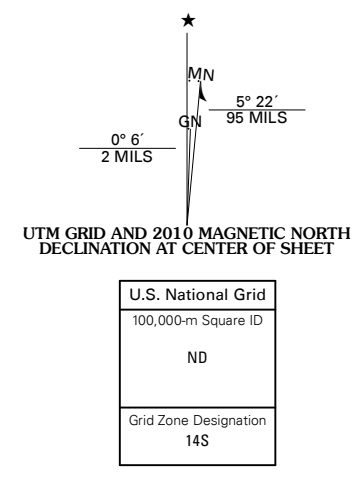 ★
MN
5° 22´
95 MILS
GN
0° 6´
2 MILS
UTM GRID AND 2010 MAGNETIC NORTH
DECLINATION AT CENTER OF SHEET
U.S. National Grid
100,000-m Square ID
ND
Grid Zone Designation
14S